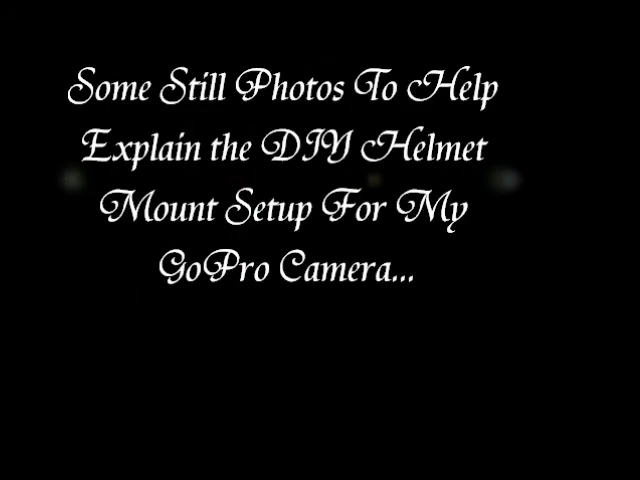 Some Still Photos To Help
Explain the DIY Helmet
Mount Setup For My
GoPro Camera...